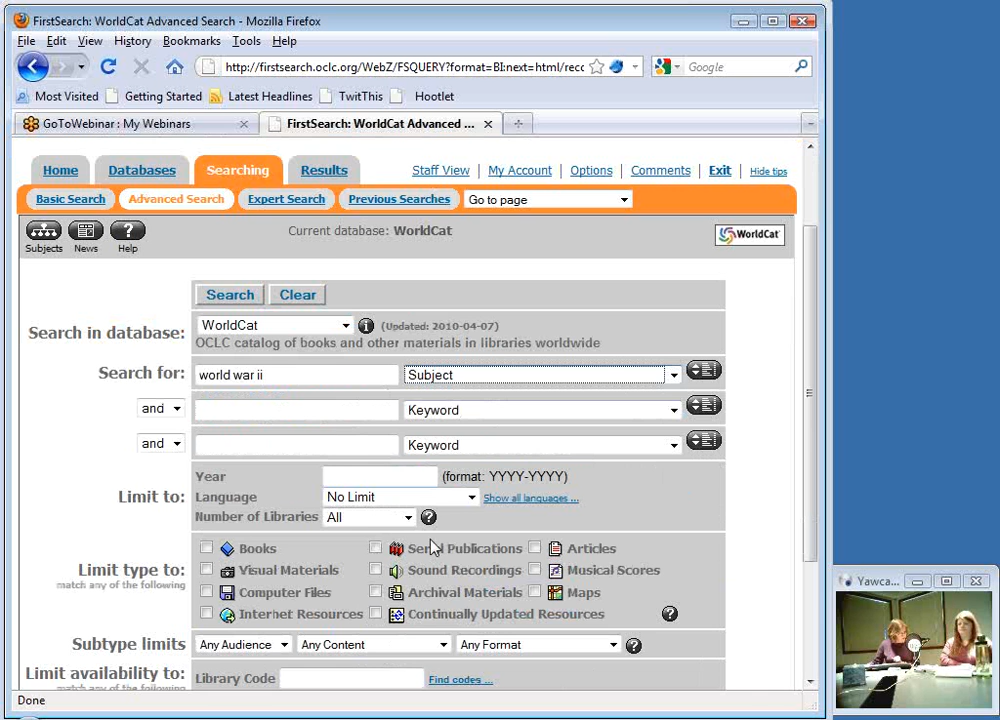 FirstSearch: WorldCat Advanced Search - Mozilla Firefox
File Edit View History Bookmarks Tools Help
http://firstsearch.oclc.org/WebZ/FSQUERY?format=BI:next=html/recc Google
Most Visited Getting Started Latest Headlines TwitThis Hootlet
GoToWebinar : My Webinars FirstSearch: WorldCat Advanced ...
Home Databases Searching Results Staff View My Account Options Comments Exit Hide tips
Basic Search Advanced Search Expert Search Previous Searches Go to page
Subjects News Help Current database: WorldCat WorldCat
Search Clear
Search in database: WorldCat (Updated: 2010-04-07)
OCLC catalog of books and other materials in libraries worldwide
Search for: world war ii Subject
and Keyword
and Keyword
Year (format: YYYY-YYYY)
Limit to: Language No Limit Show all languages ...
Number of Libraries All
Books Serial Publications Articles
Limit type to: Visual Materials Sound Recordings Musical Scores
match any of the following Computer Files Archival Materials Maps
Internet Resources Continually Updated Resources
Subtype limits Any Audience Any Content Any Format
Limit availability to: Library Code Find codes ...
match any of the following
Done
Yawca...